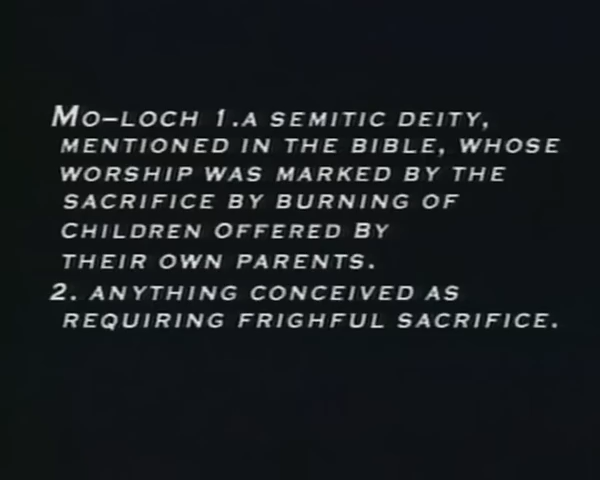 Mo-loch 1.a semitic deity,
mentioned in the bible, whose
worship was marked by the
sacrifice by burning of
Children Offered By
their own parents.
2. anything conceived as
requiring frighful sacrifice.